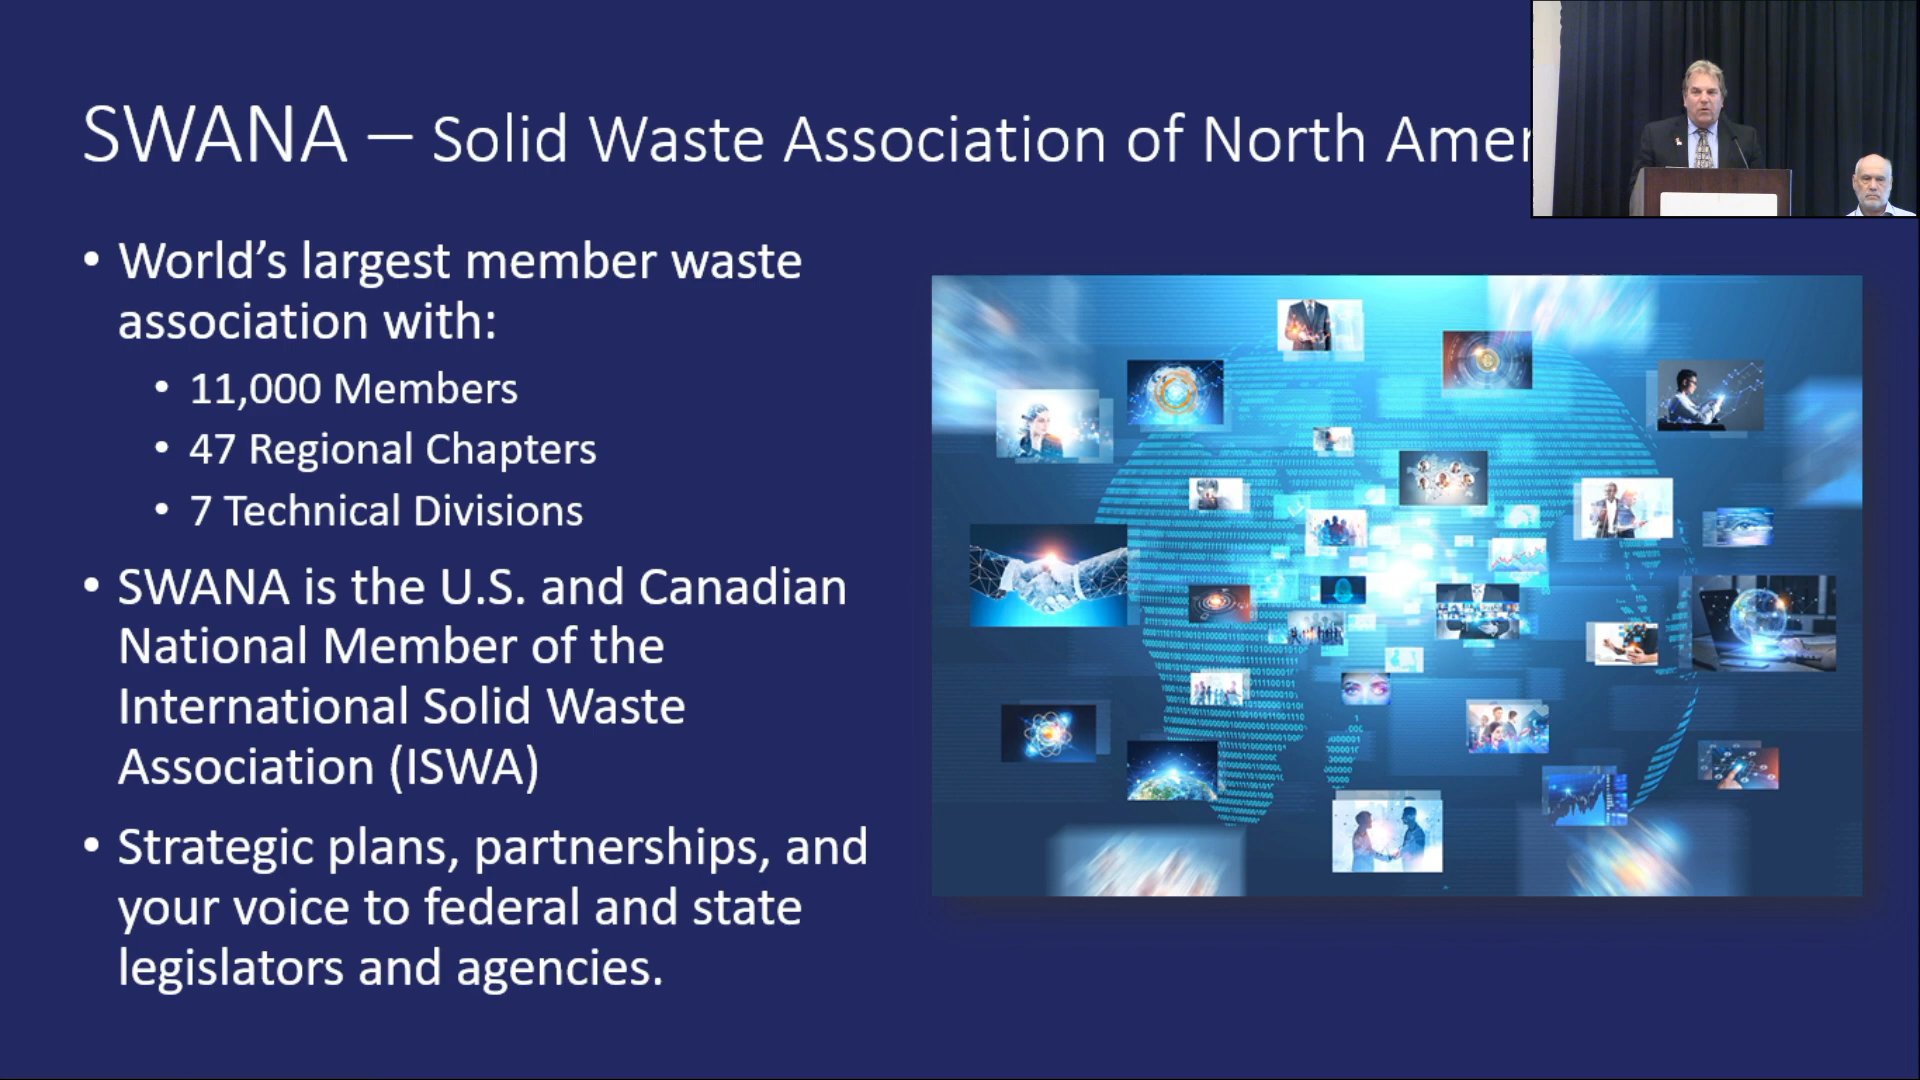 SWANA – Solid Waste Association of North Amer
• World's largest member waste
association with:
• 11,000 Members
• 47 Regional Chapters
• 7 Technical Divisions
• SWANA is the U.S. and Canadian
National Member of the
International Solid Waste
Association (ISWA)
• Strategic plans, partnerships, and
your voice to federal and state
legislators and agencies.